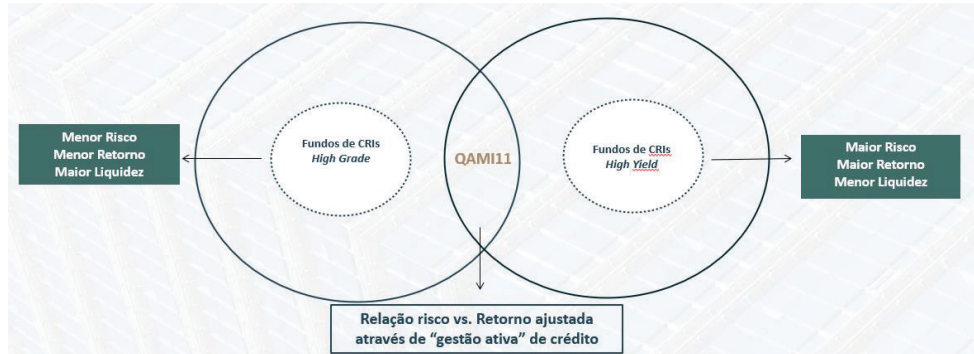 Menor Risco
Menor Retorno
Maior Liquidez
Fundos de CRIs
High Grade
QAMI11
Fundos de CRIs
High Yield
Maior Risco
Maior Retorno
Menor Liquidez
Relação risco vs. Retorno ajustada
através de “gestão ativa” de crédito